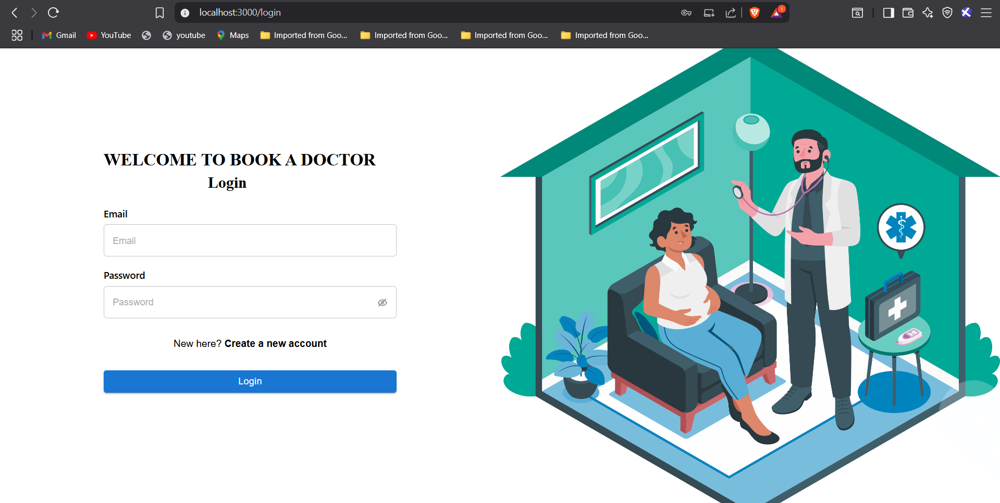 localhost:3000/login
1
Gmail
YouTube
youtube
Maps
Imported from Goo...
Imported from Goo...
Imported from Goo...
Imported from Goo...
WELCOME TO BOOK A DOCTOR
Login
Email
Email
Password
Password
New here? Create a new account
Login